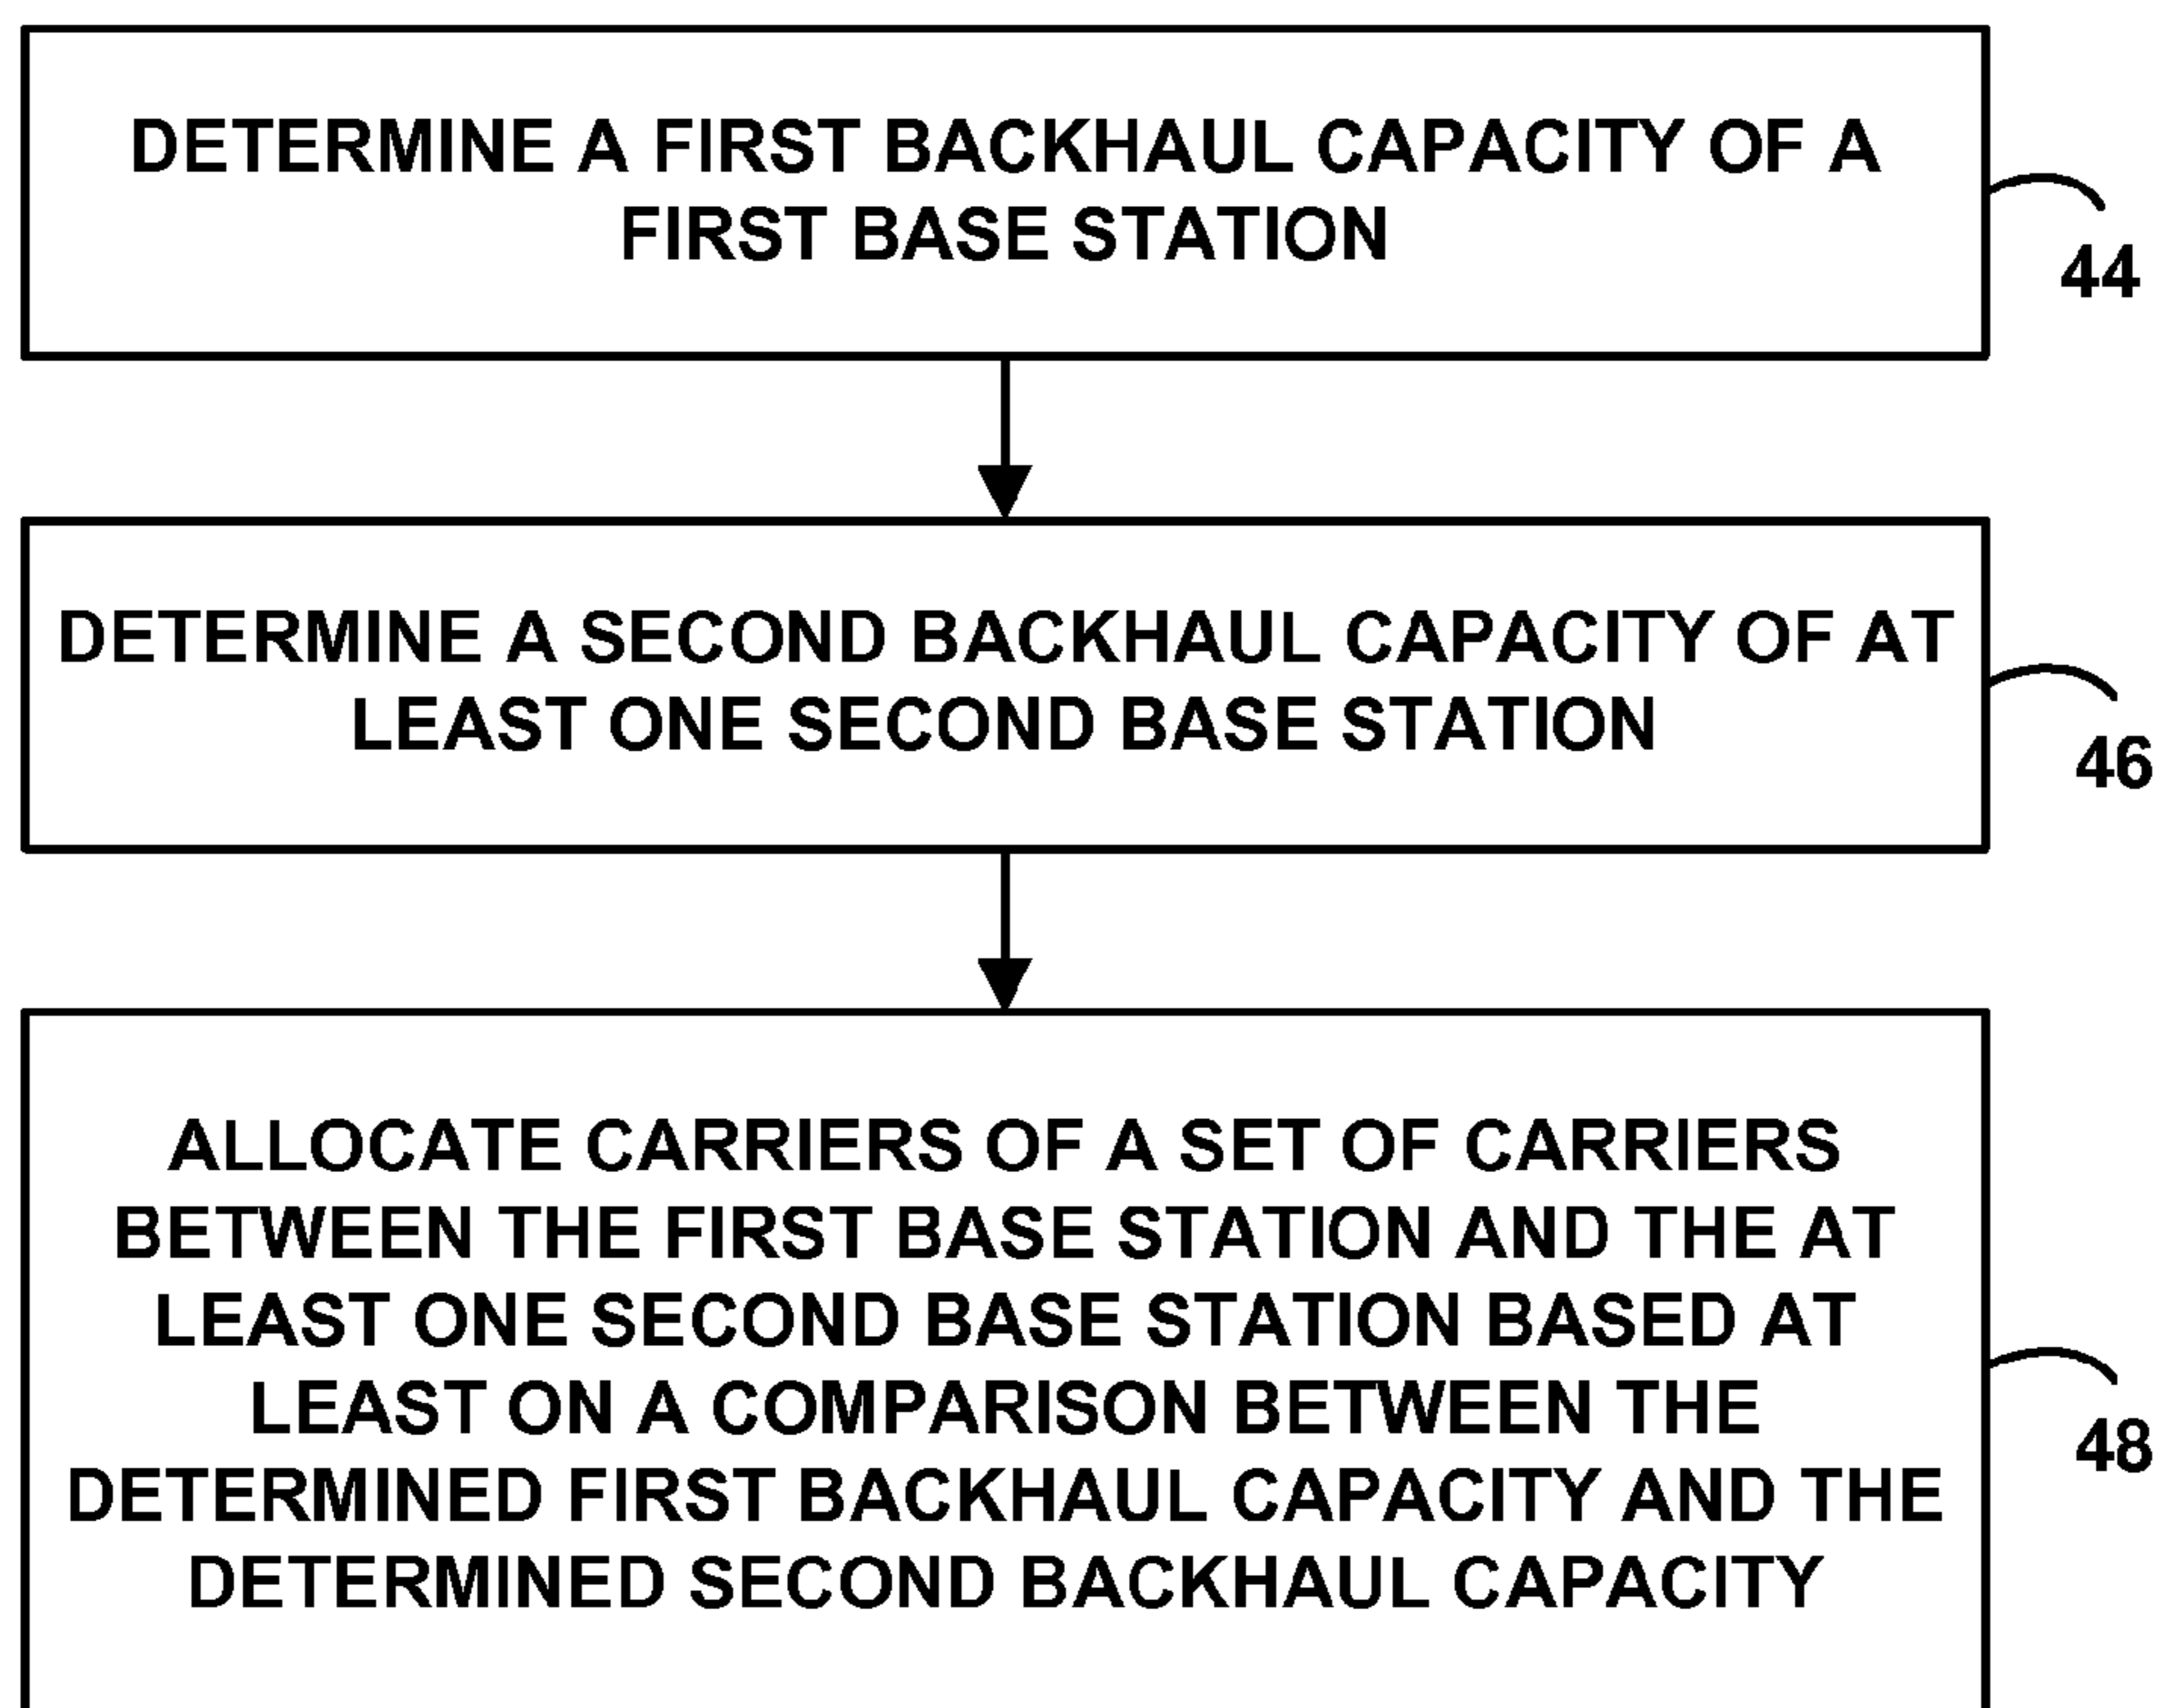 DETERMINE A FIRST BACKHAUL CAPACITY OF A
FIRST BASE STATION
44
DETERMINE A SECOND BACKHAUL CAPACITY OF AT
LEAST ONE SECOND BASE STATION
46
ALLOCATE CARRIERS OF A SET OF CARRIERS
BETWEEN THE FIRST BASE STATION AND THE AT
LEAST ONE SECOND BASE STATION BASED AT
LEAST ON A COMPARISON BETWEEN THE
DETERMINED FIRST BACKHAUL CAPACITY AND THE
DETERMINED SECOND BACKHAUL CAPACITY
48